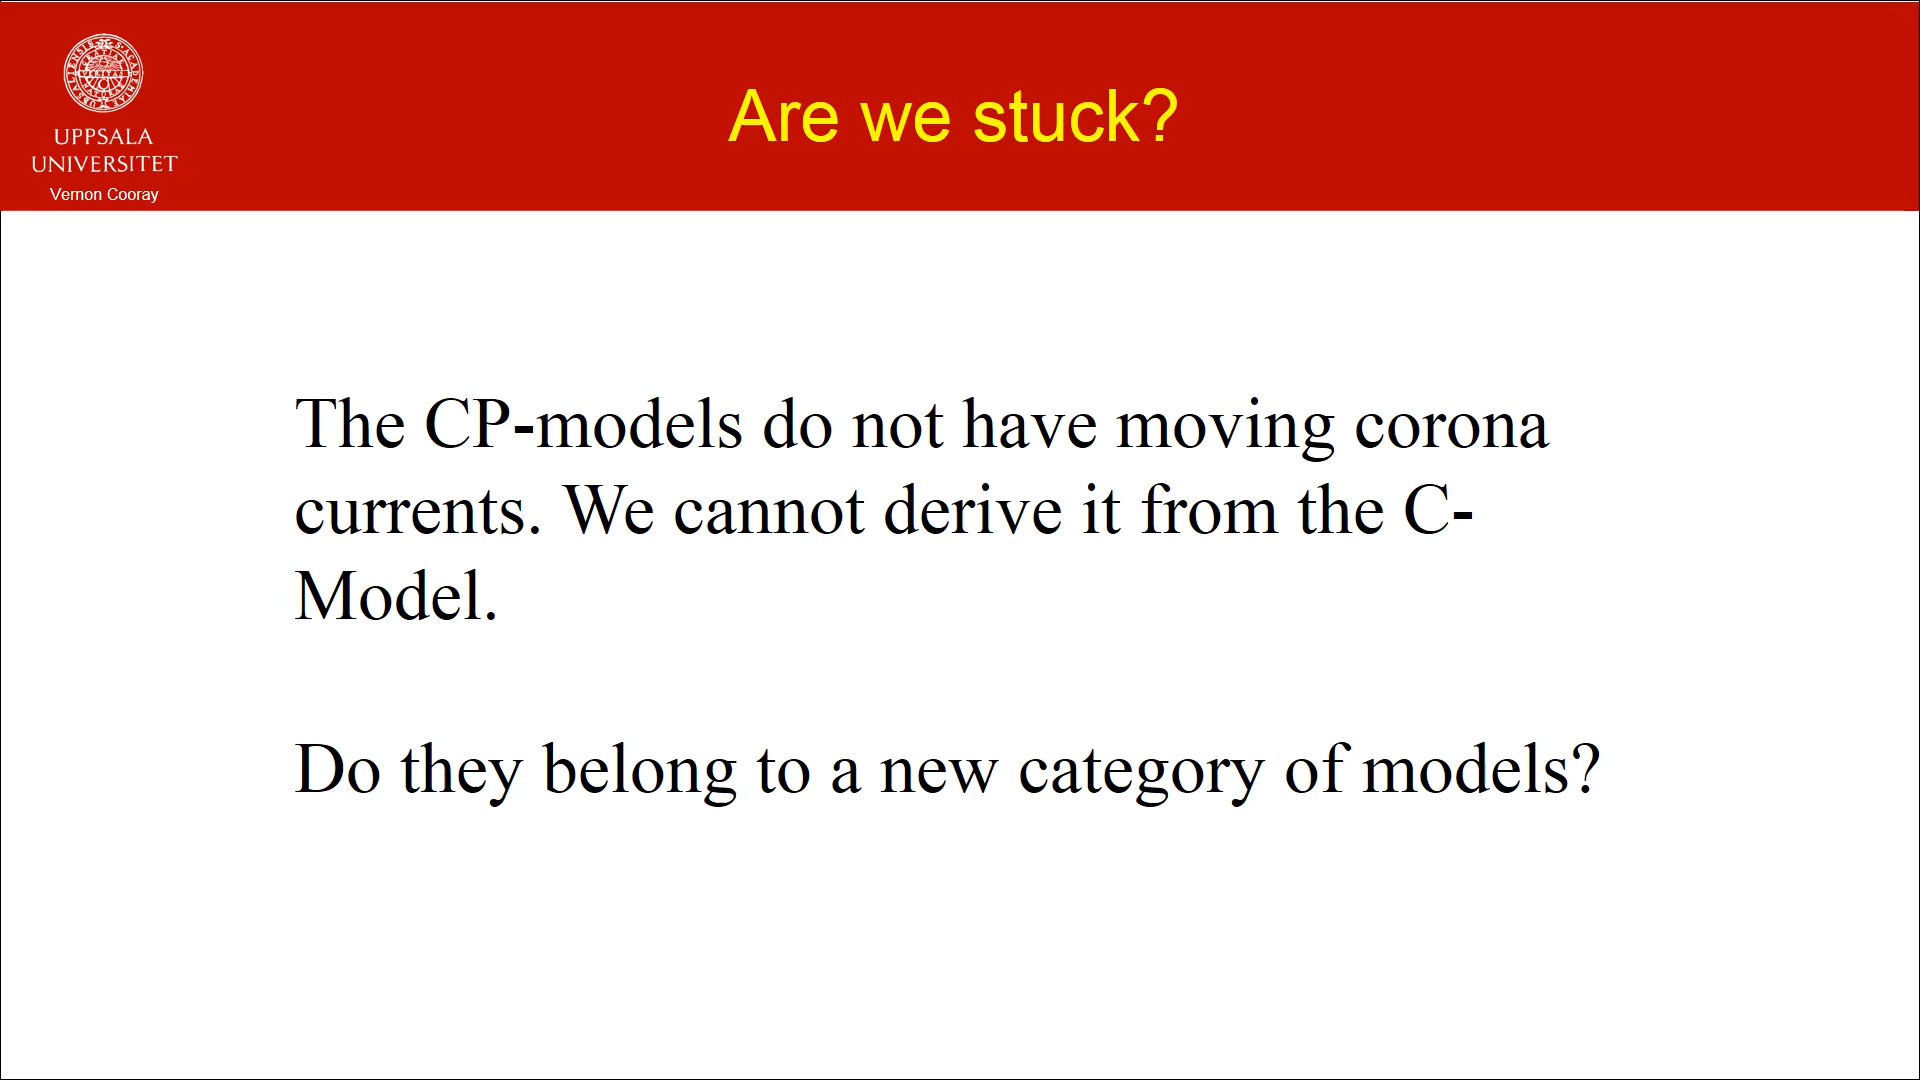 UPPSALA
UNIVERSITET
Vernon Cooray
Are we stuck?
The CP-models do not have moving corona
currents. We cannot derive it from the C-
Model.
Do they belong to a new category of models?